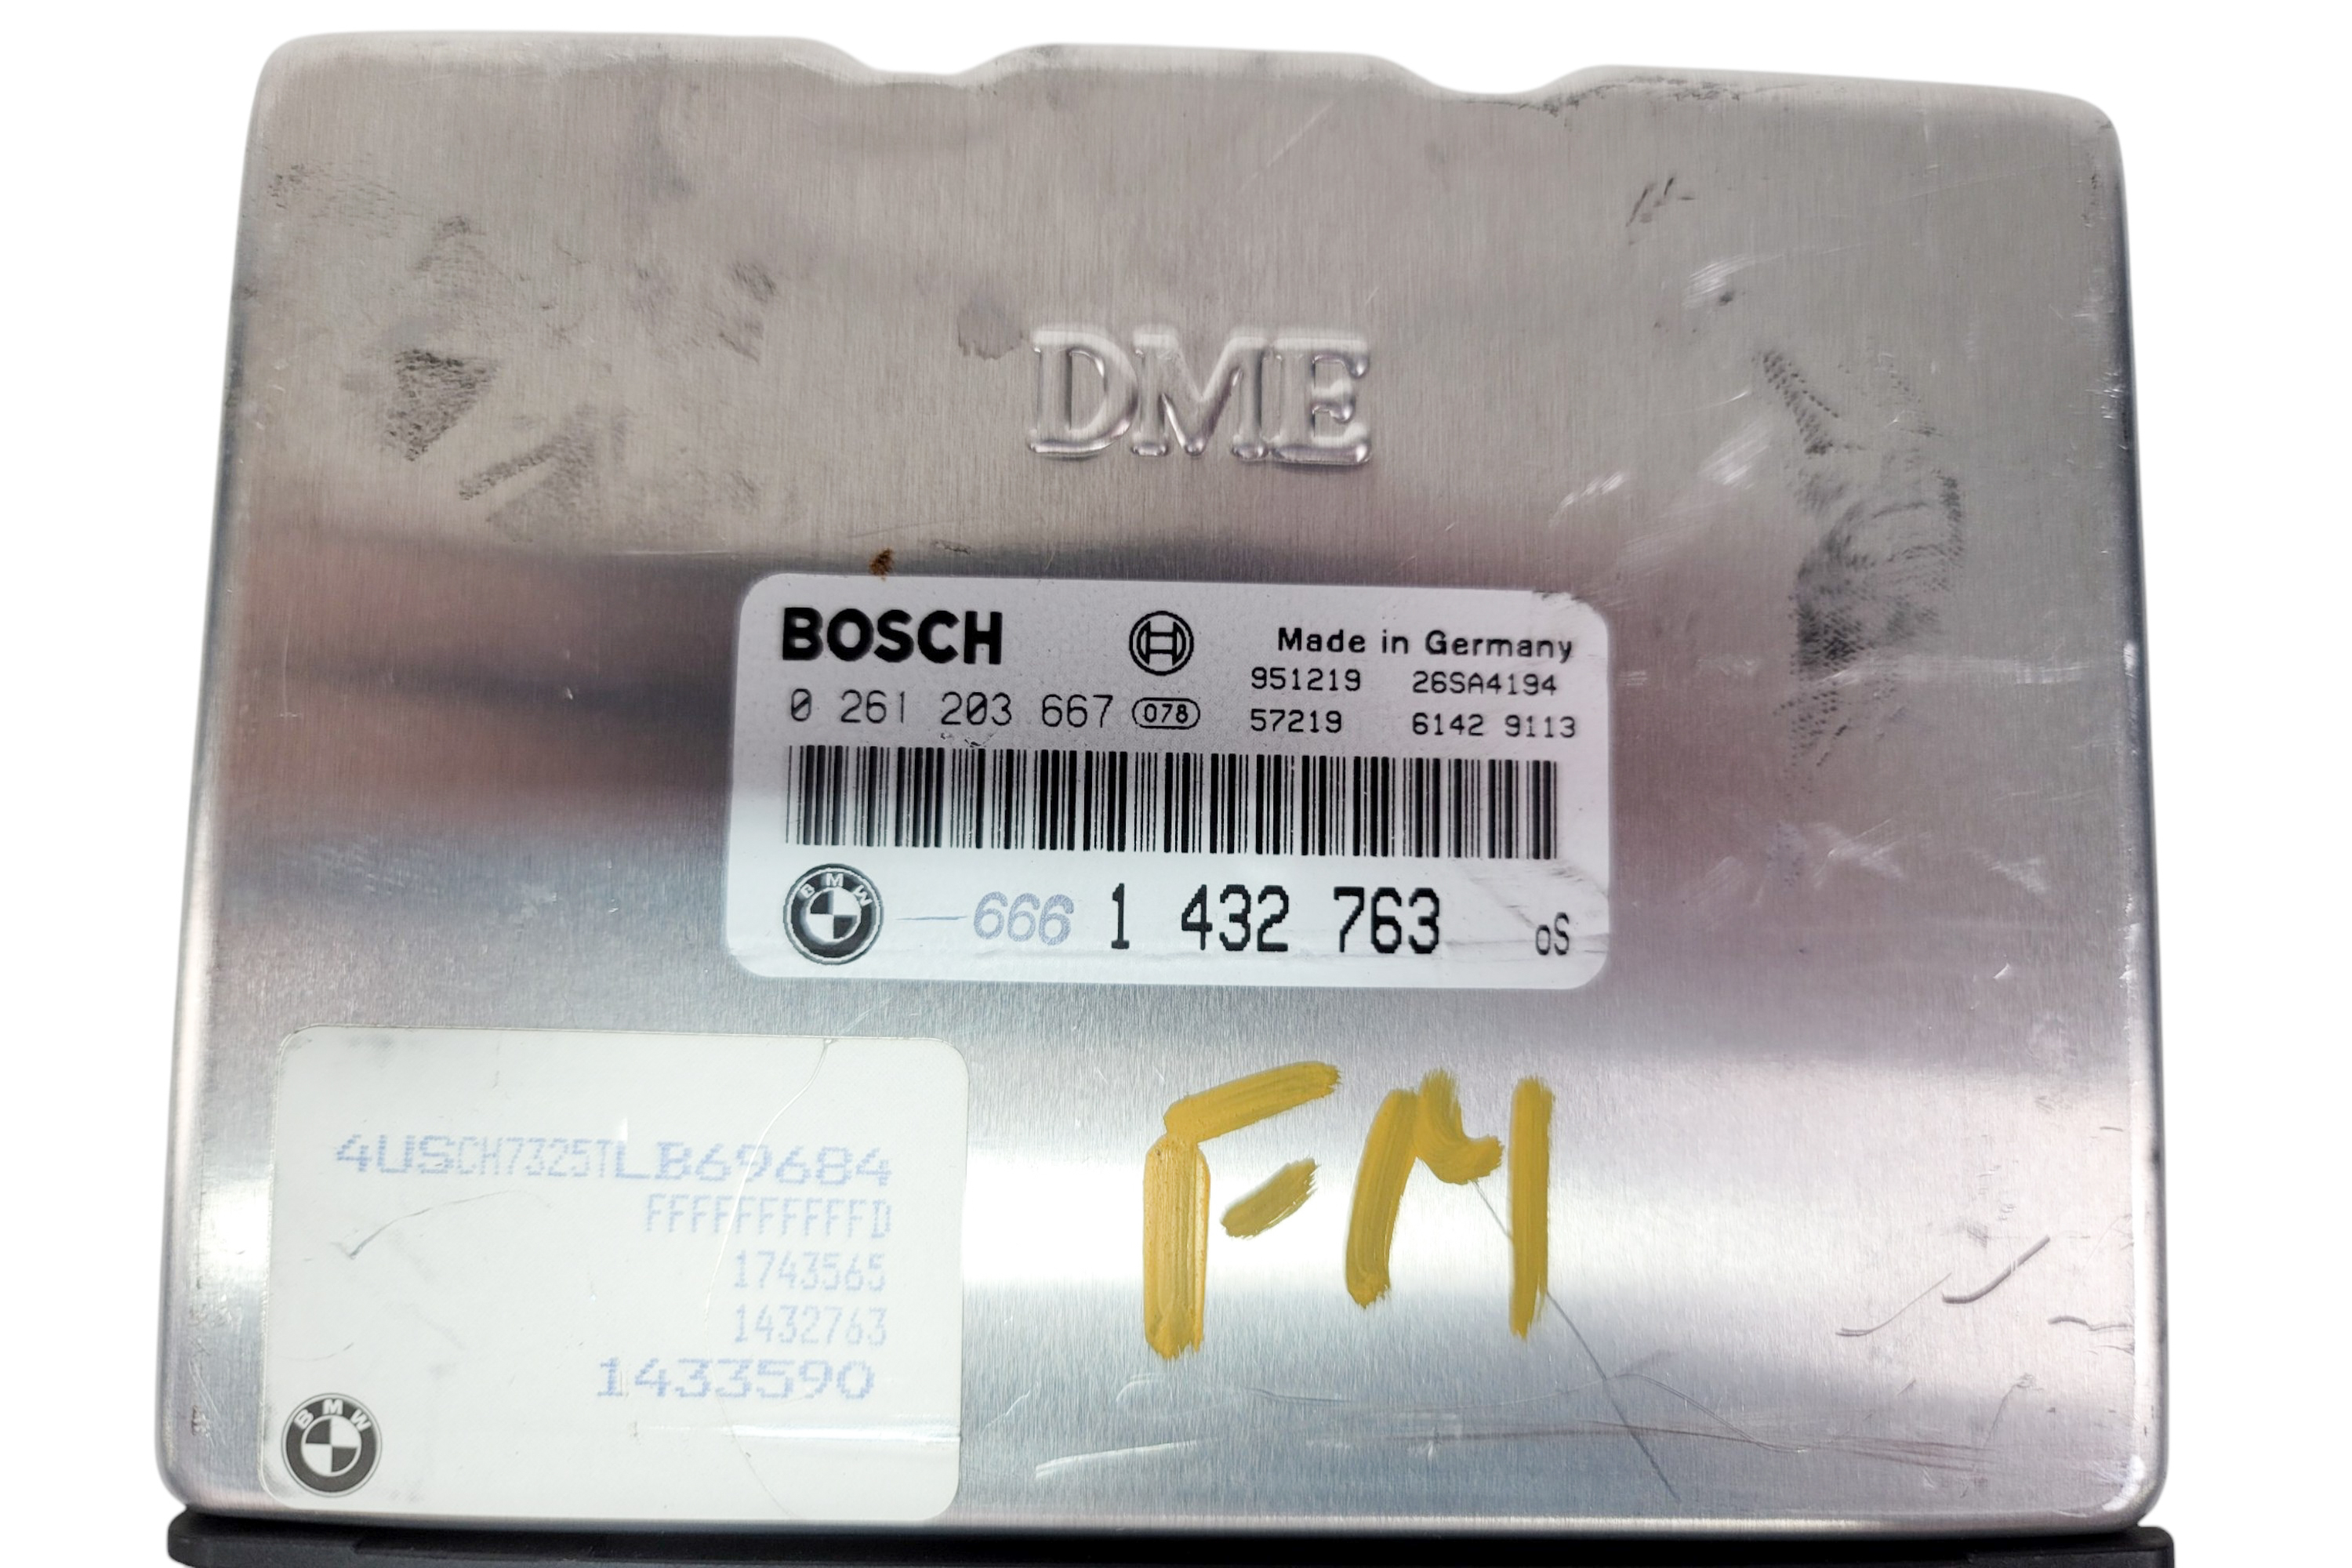 DME
BOSCH Made in Germany
951219 26SA4194
0 261 203 667 078 57219 6142 9113
BMW -666 1 432 763 oS
4USCH7325TLB69684
FFFFFFFFFFFD
1743565
1432763
1433590
BMW
FM